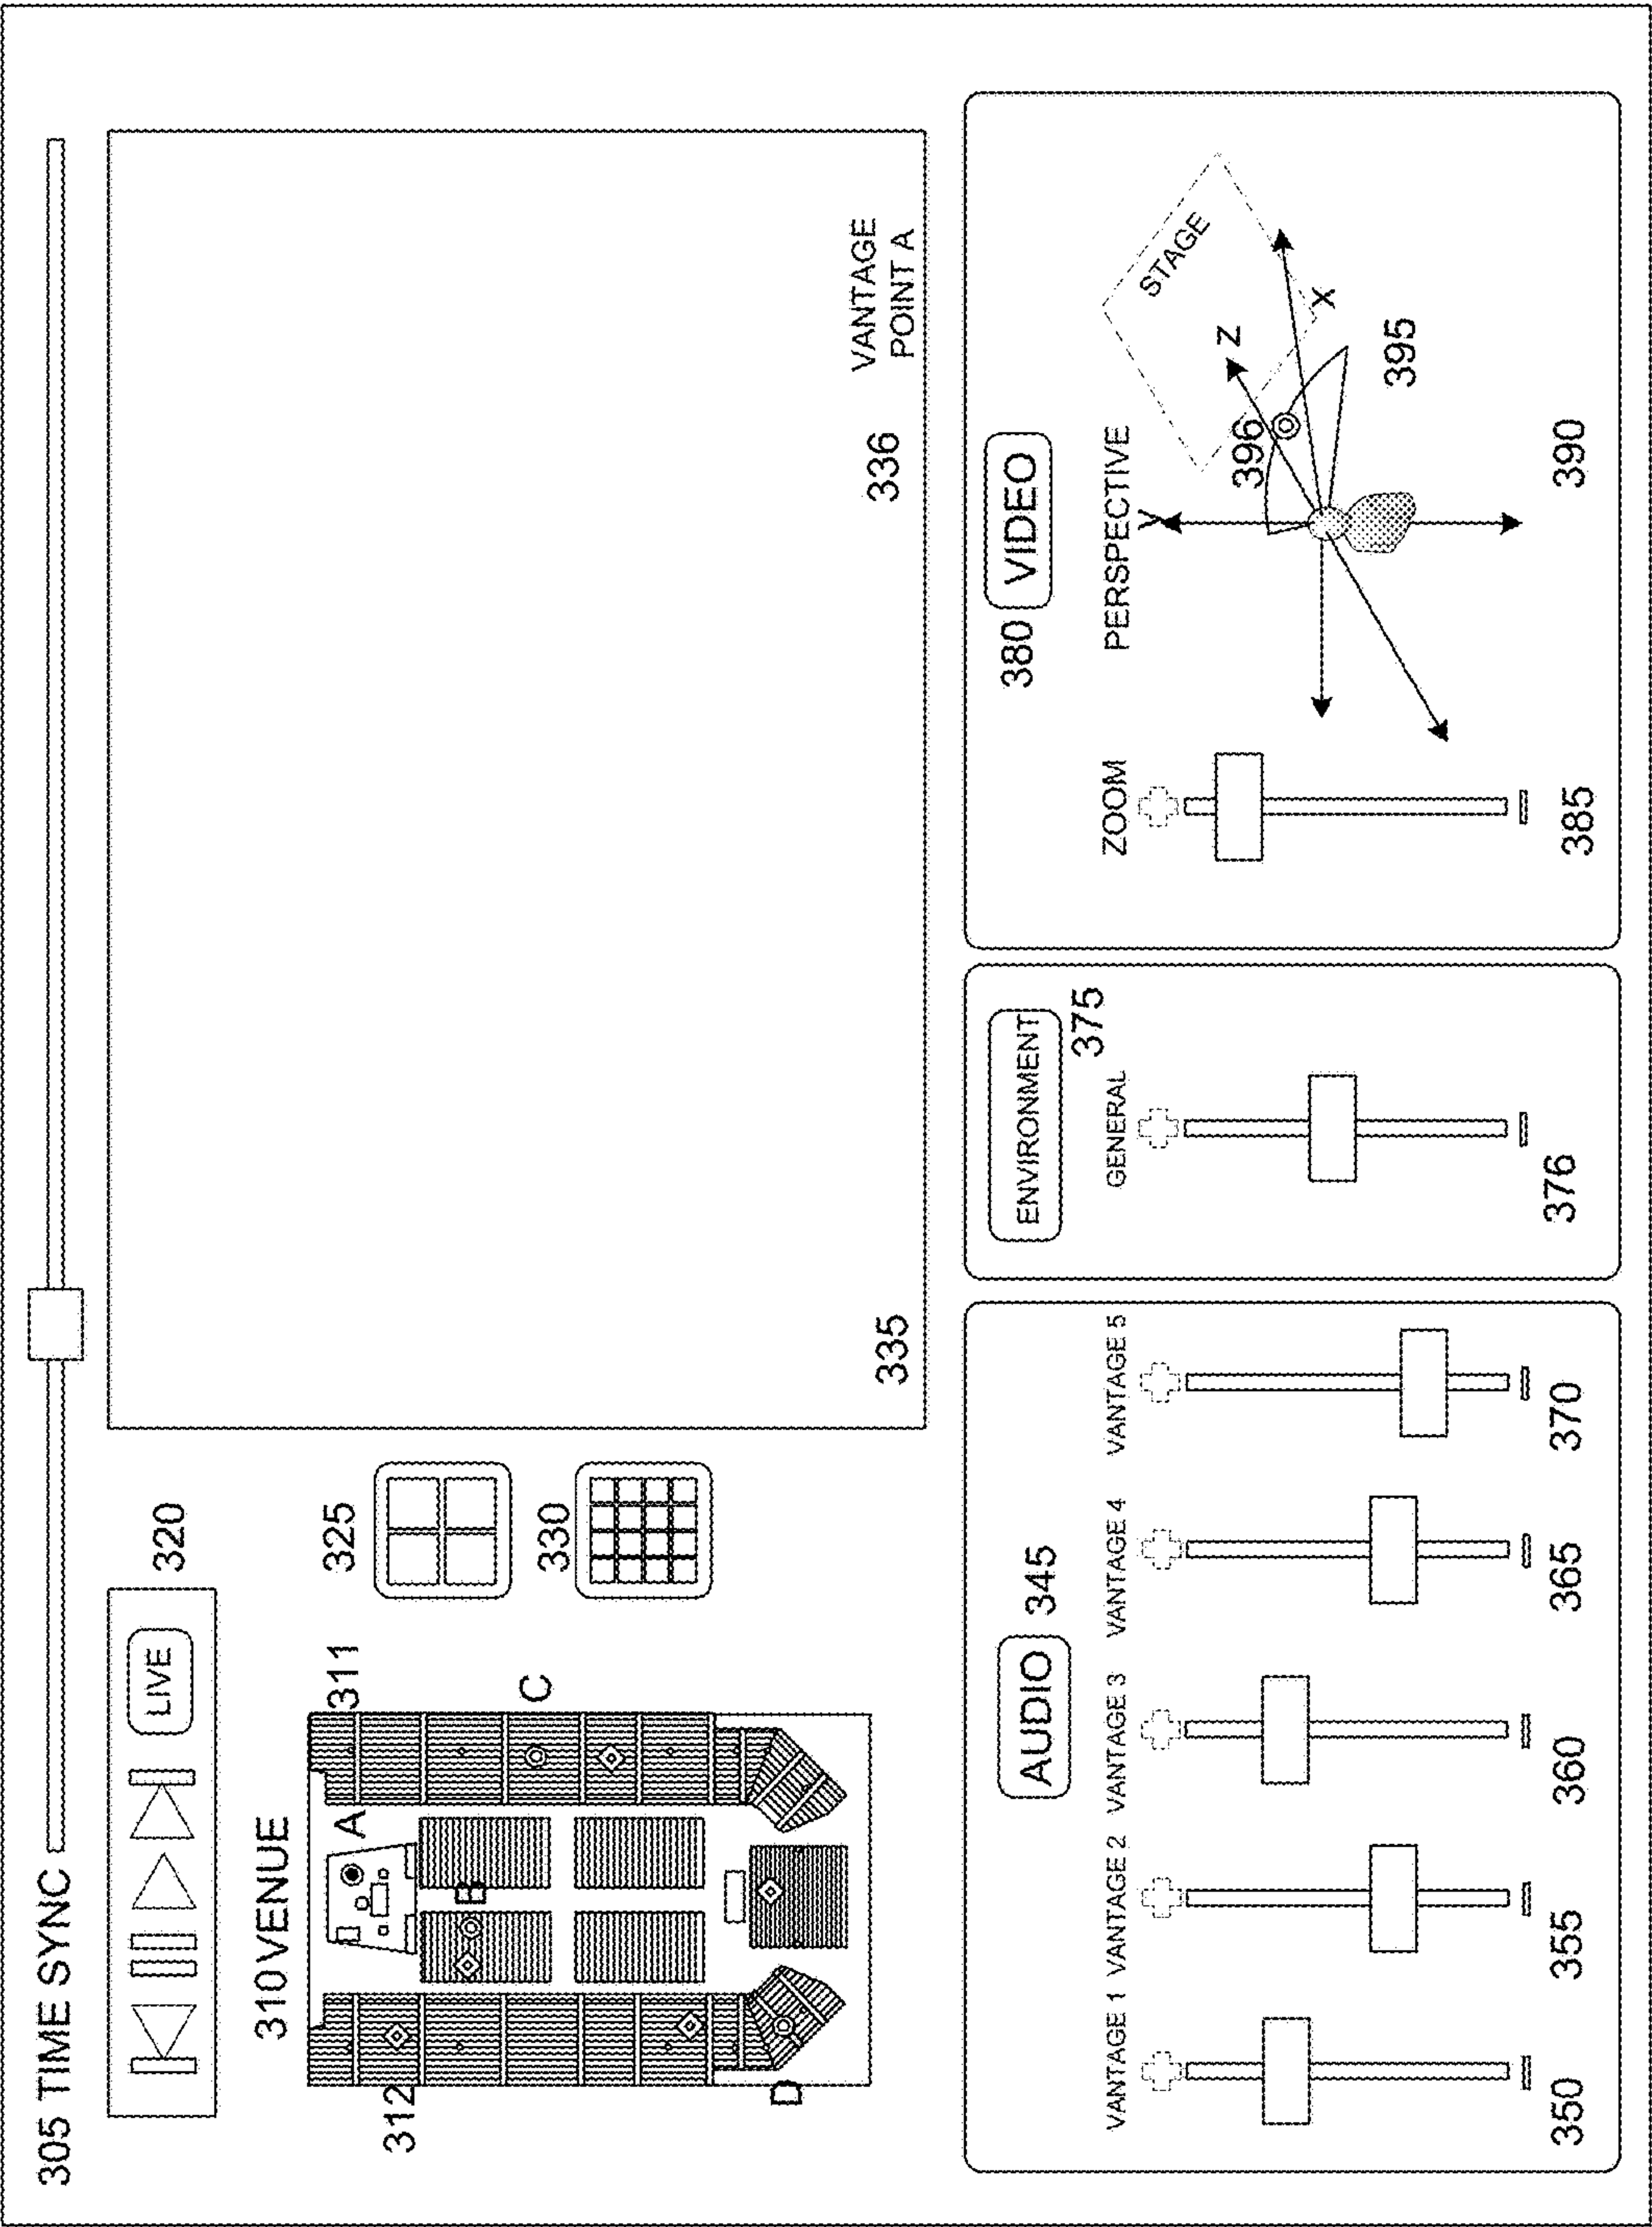 305 TIME SYNC
LIVE
320
310 VENUE
311
312
A
B
C
D
325
330
335
336
VANTAGE
POINT A
AUDIO 345
VANTAGE 1 VANTAGE 2 VANTAGE 3 VANTAGE 4 VANTAGE 5
350 355 360 365 370
ENVIRONMENT
375
GENERAL
376
380 VIDEO
ZOOM PERSPECTIVE
STAGE
Y
Z
X
396
395
385 390